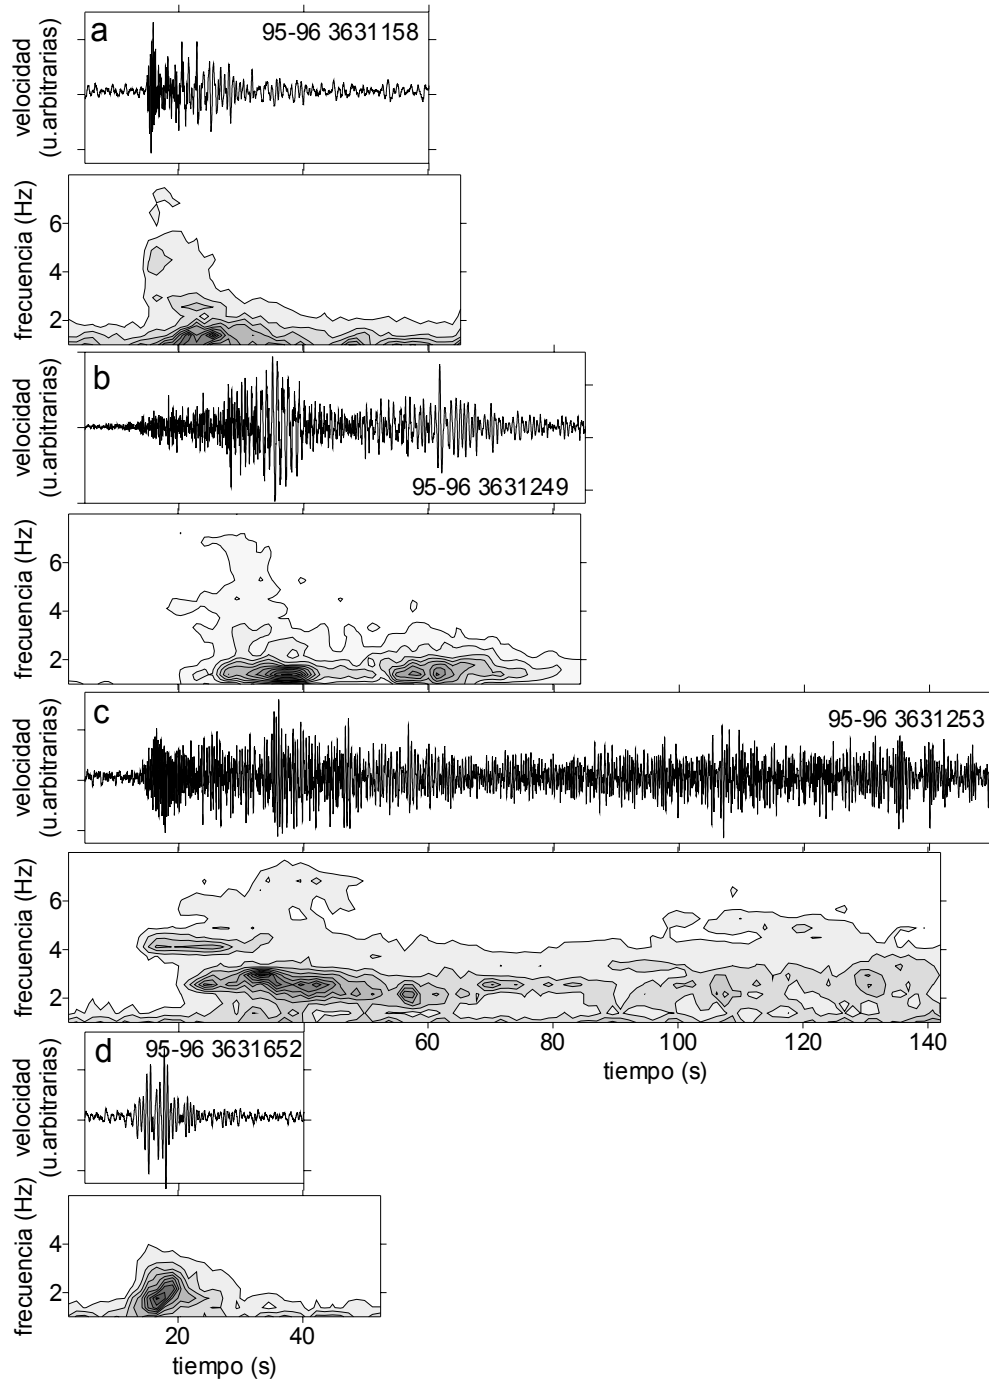 a
95-96 3631158
velocidad
(u.arbitrarias)
frecuencia (Hz)
6
4
2
b
95-96 3631249
velocidad
(u.arbitrarias)
frecuencia (Hz)
6
4
2
c
95-96 3631253
velocidad
(u.arbitrarias)
frecuencia (Hz)
6
4
2
60 80 100 120 140
tiempo (s)
d
95-96 3631652
velocidad
(u.arbitrarias)
frecuencia (Hz)
4
2
20 40
tiempo (s)